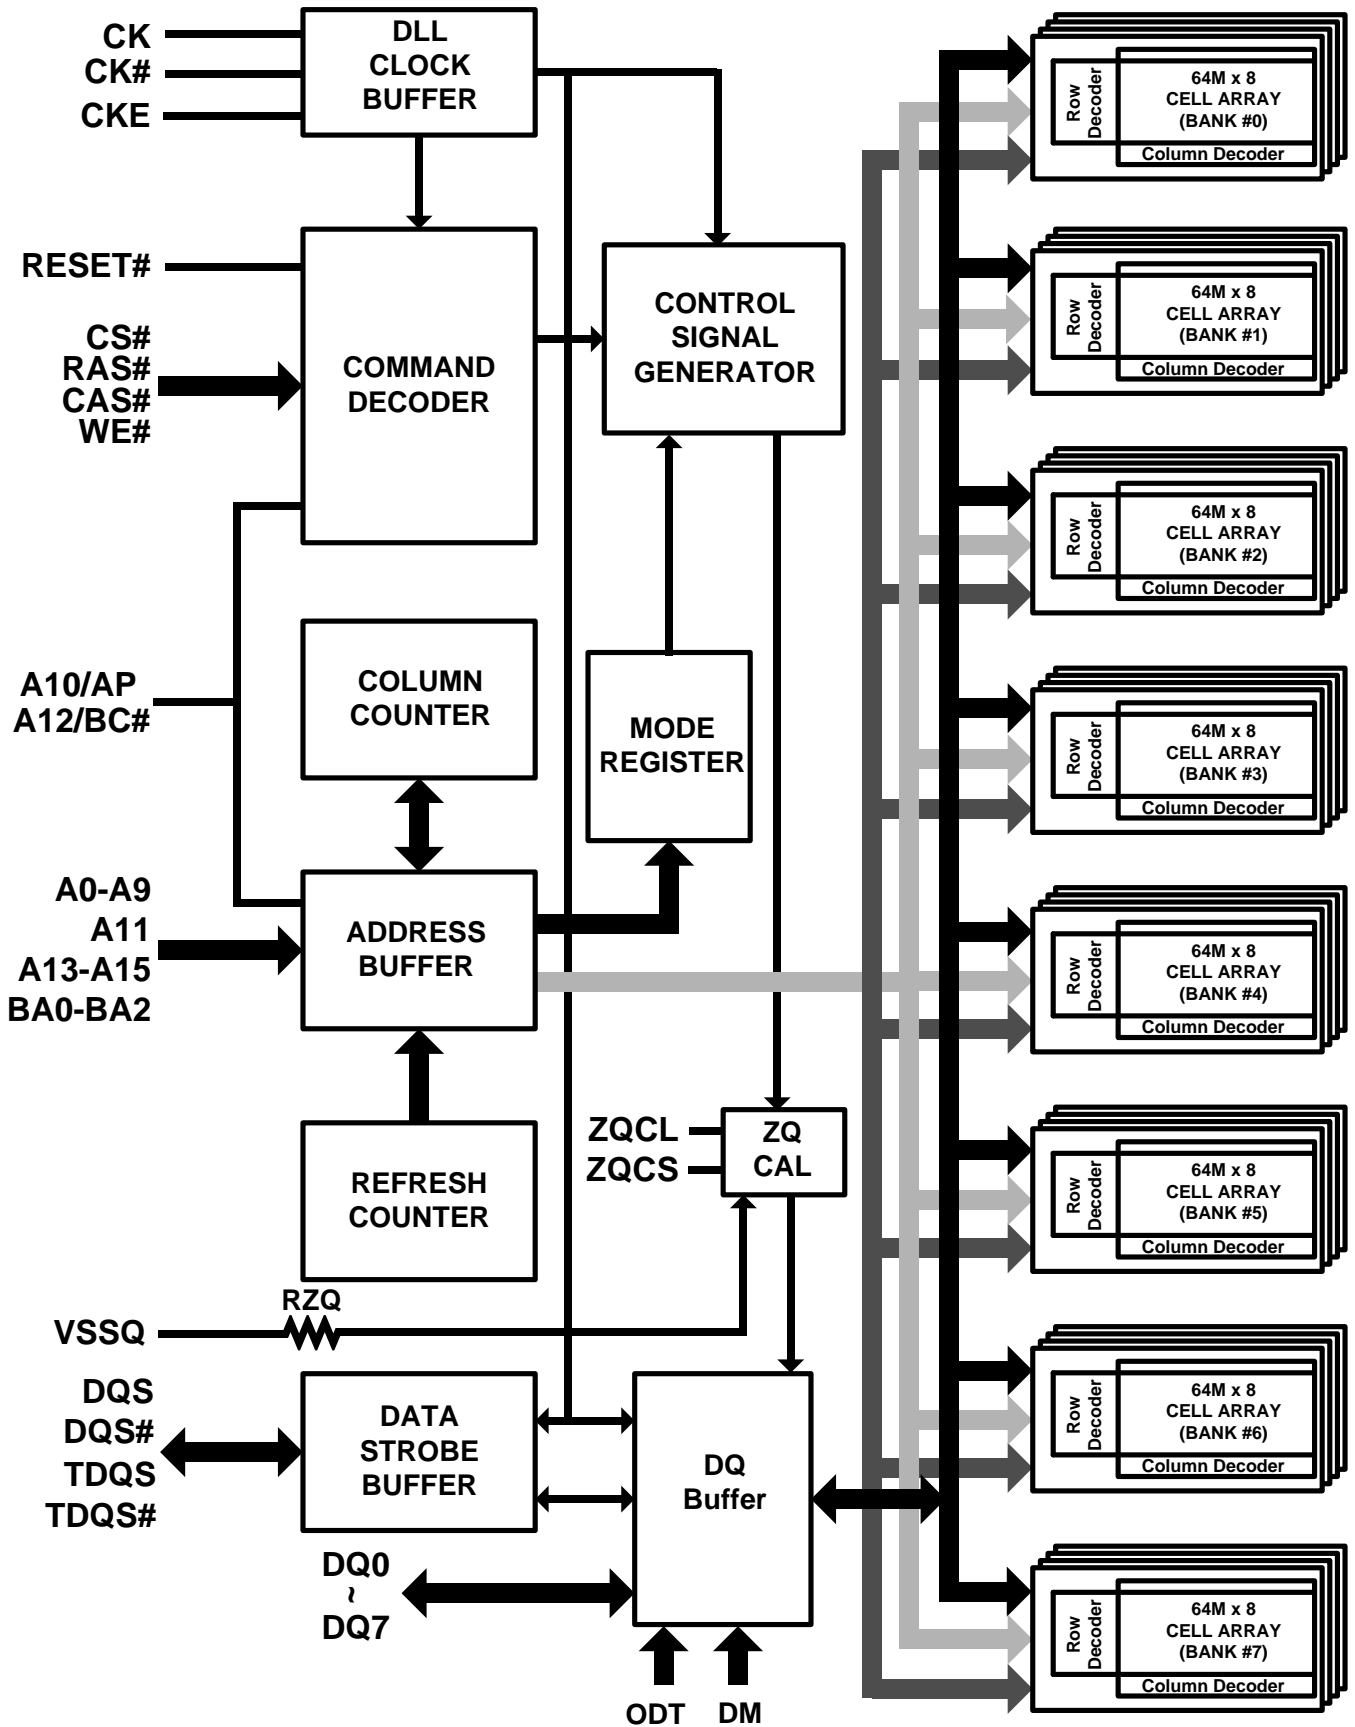 CK
CK#
CKE
DLL
CLOCK
BUFFER
RESET#
CS#
RAS#
CAS#
WE#
COMMAND
DECODER
CONTROL
SIGNAL
GENERATOR
A10/AP
A12/BC#
COLUMN
COUNTER
MODE
REGISTER
A0-A9
A11
A13-A15
BA0-BA2
ADDRESS
BUFFER
REFRESH
COUNTER
ZQCL
ZQCS
ZQ
CAL
RZQ
VSSQ
DQS
DQS#
TDQS
TDQS#
DATA
STROBE
BUFFER
DQ
Buffer
DQ0
~
DQ7
ODT
DM
Row
Decoder
64M x 8
CELL ARRAY
(BANK #0)
Column Decoder
Row
Decoder
64M x 8
CELL ARRAY
(BANK #1)
Column Decoder
Row
Decoder
64M x 8
CELL ARRAY
(BANK #2)
Column Decoder
Row
Decoder
64M x 8
CELL ARRAY
(BANK #3)
Column Decoder
Row
Decoder
64M x 8
CELL ARRAY
(BANK #4)
Column Decoder
Row
Decoder
64M x 8
CELL ARRAY
(BANK #5)
Column Decoder
Row
Decoder
64M x 8
CELL ARRAY
(BANK #6)
Column Decoder
Row
Decoder
64M x 8
CELL ARRAY
(BANK #7)
Column Decoder